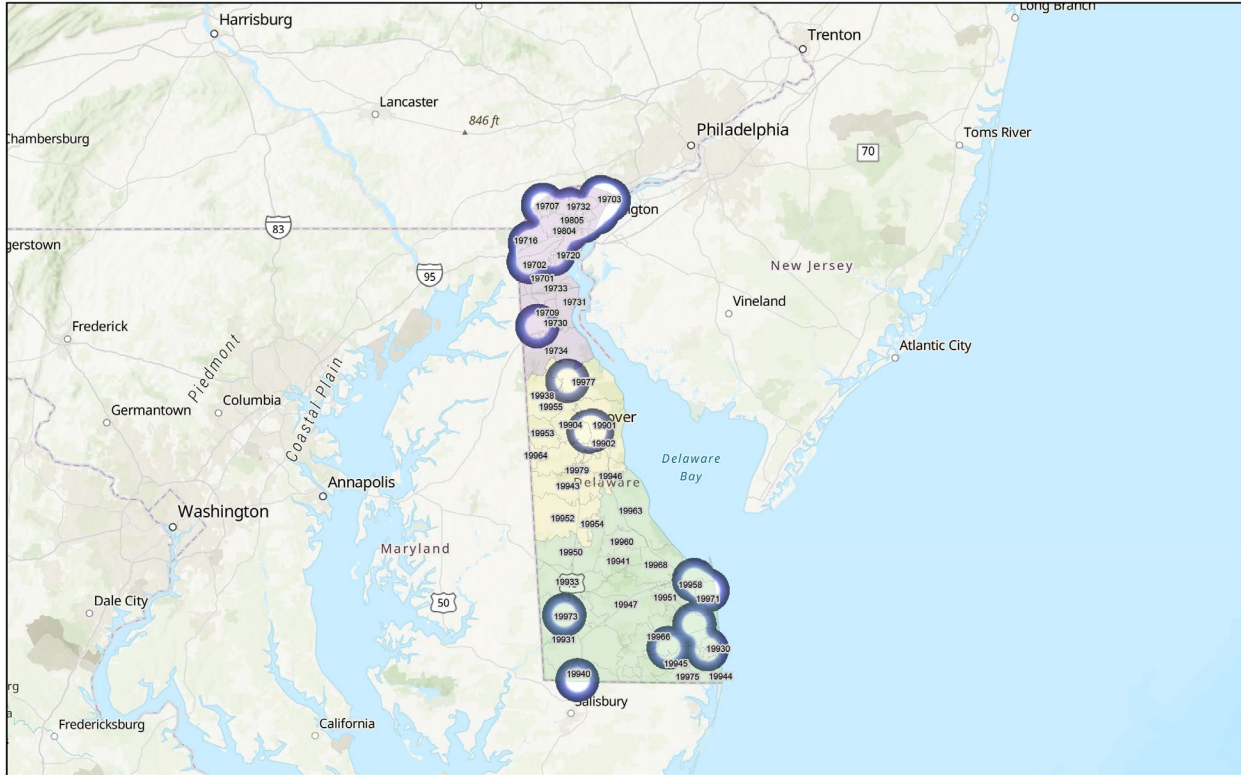 Long Branch
Harrisburg
Trenton
Lancaster
846 ft
Philadelphia
Chambersburg
Toms River
70
19707
19732
19703
ngton
19805
83
19804
19716
gerstown
19720
19702
New Jersey
95
19701
19733
Vineland
19731
19709
19730
Frederick
Piedmont
Atlantic City
19734
19977
19938
Germantown
Columbia
19955
Coastal Plain
over
19904
19901
19953
19902
19964
Delaware
Bay
19979
19946
Annapolis
19943
Delaware
Washington
19963
19952
19954
19960
Maryland
19950
19941
19968
19933
19958
Dale City
50
19951
19971
19947
19973
19966
19931
19930
19945
19940
19975
19944
Salisbury
Fredericksburg
California
rg